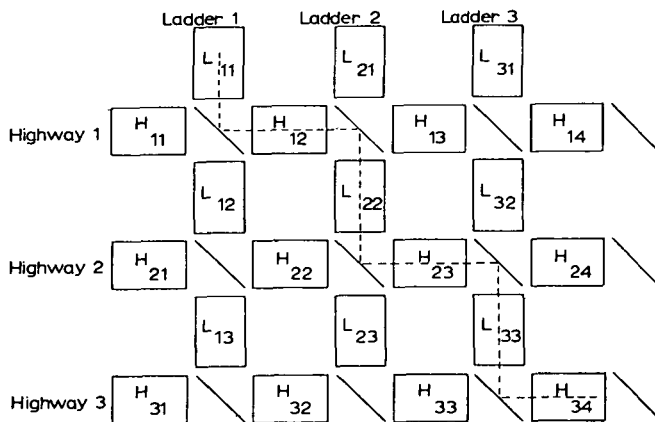 Ladder 1 Ladder 2 Ladder 3
L11 L21 L31
Highway 1 H11 H12 H13 H14
L12 L22 L32
Highway 2 H21 H22 H23 H24
L13 L23 L33
Highway 3 H31 H32 H33 H34